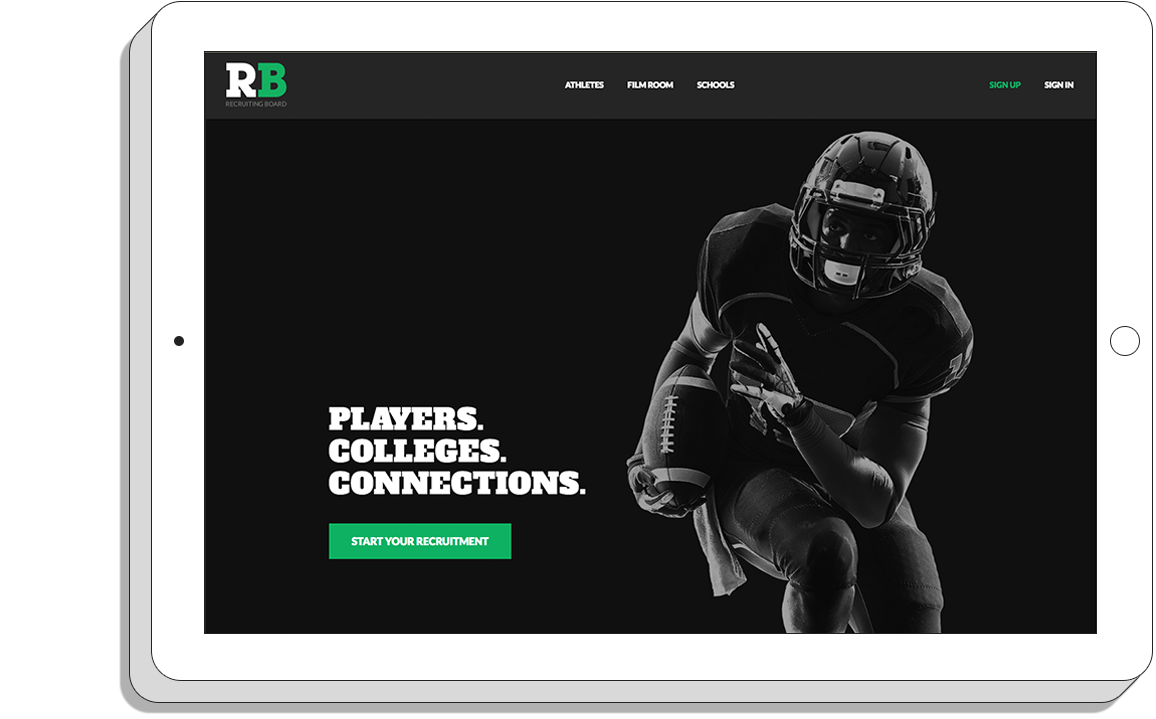 RB
RECRUITING BOARD
ATHLETES FILM ROOM SCHOOLS SIGN UP SIGN IN
PLAYERS.
COLLEGES.
CONNECTIONS.
START YOUR RECRUITMENT